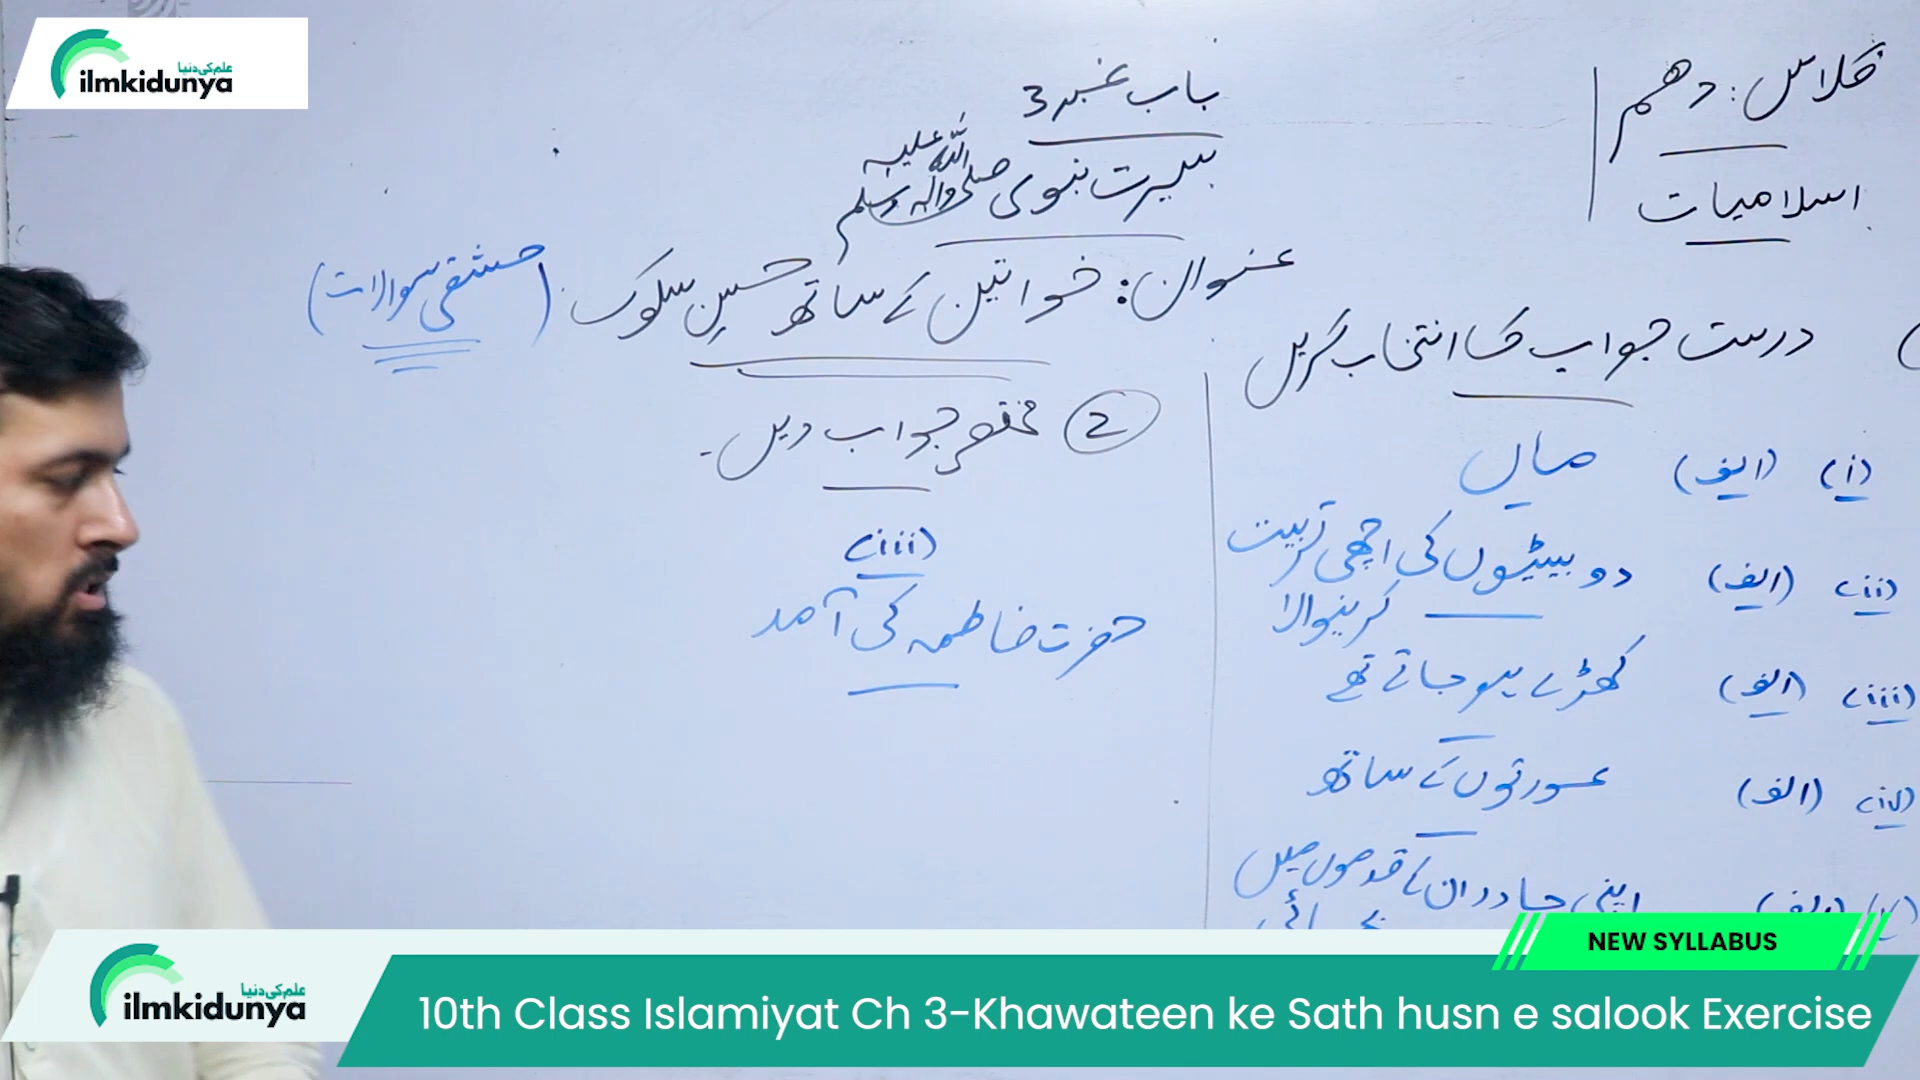 علم کی دنیا
ilmkidunya
کلاس: دھم
اسلامیات
باب نمبر 3
سیرت نبوی صلی اللہ علیہ وآلہ وسلم
عنوان: خواتین کے ساتھ حسنِ سلوک (مشقی سوالات)
درست جواب کا انتخاب کریں
(i) (الف) ماں
(ii) (الف) دو بیٹیوں کی اچھی تربیت
کرنیوالا
(iii) (الف) کھڑے ہو جاتے تھے
(iv) (الف) عورتوں کے ساتھ
(v) (الف) اپنی چادر ان کے قدموں میں
2 مختصر جواب دیں۔
(iii)
حضرت فاطمہ کی آمد
NEW SYLLABUS
علم کی دنیا
ilmkidunya
10th Class Islamiyat Ch 3-Khawateen ke Sath husn e salook Exercise